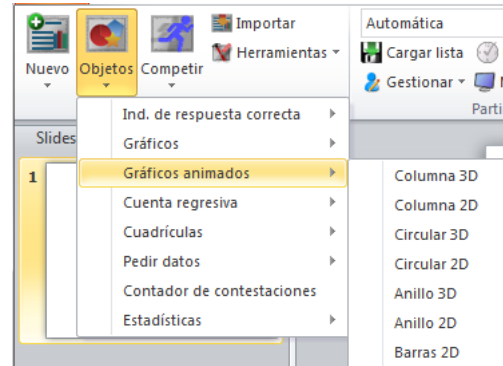 Nuevo
Objetos
Competir
Importar
Herramientas
Automática
Cargar lista
Gestionar
Parti
Slides
1
Ind. de respuesta correcta
Gráficos
Gráficos animados
Cuenta regresiva
Cuadrículas
Pedir datos
Contador de contestaciones
Estadísticas
Columna 3D
Columna 2D
Circular 3D
Circular 2D
Anillo 3D
Anillo 2D
Barras 2D